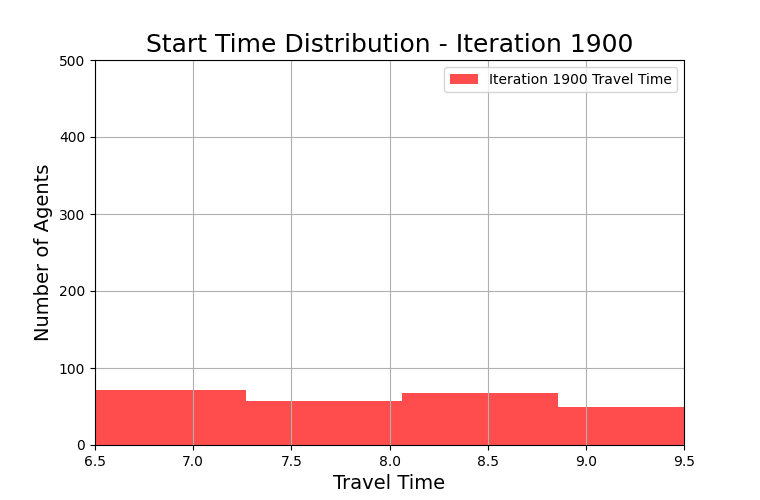 Start Time Distribution - Iteration 1900
Iteration 1900 Travel Time
Number of Agents
500
400
300
200
100
0
6.5 7.0 7.5 8.0 8.5 9.0 9.5
Travel Time